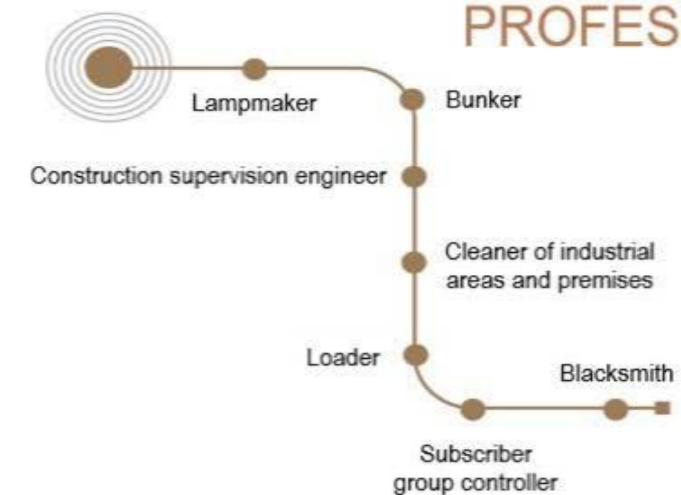 PROFES
Lampmaker
Bunker
Construction supervision engineer
Cleaner of industrial
areas and premises
Loader
Blacksmith
Subscriber
group controller